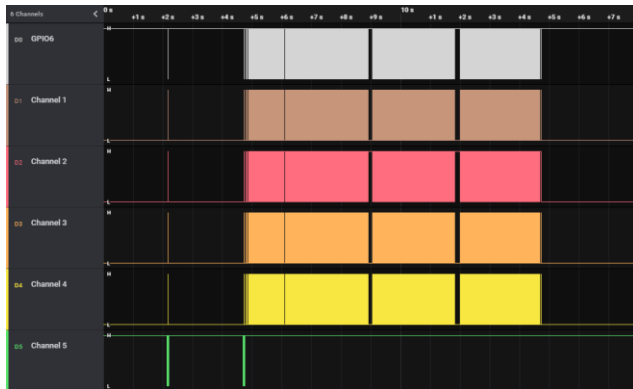 6 Channels
0 s +1 s +2 s +3 s +4 s +5 s +6 s +7 s +8 s +9 s 10 s +1 s +2 s +3 s +4 s +5 s +6 s +7 s
D0 GPIO6
H
L
D1 Channel 1
H
L
D2 Channel 2
H
L
D3 Channel 3
H
L
D4 Channel 4
H
L
D5 Channel 5
H
L